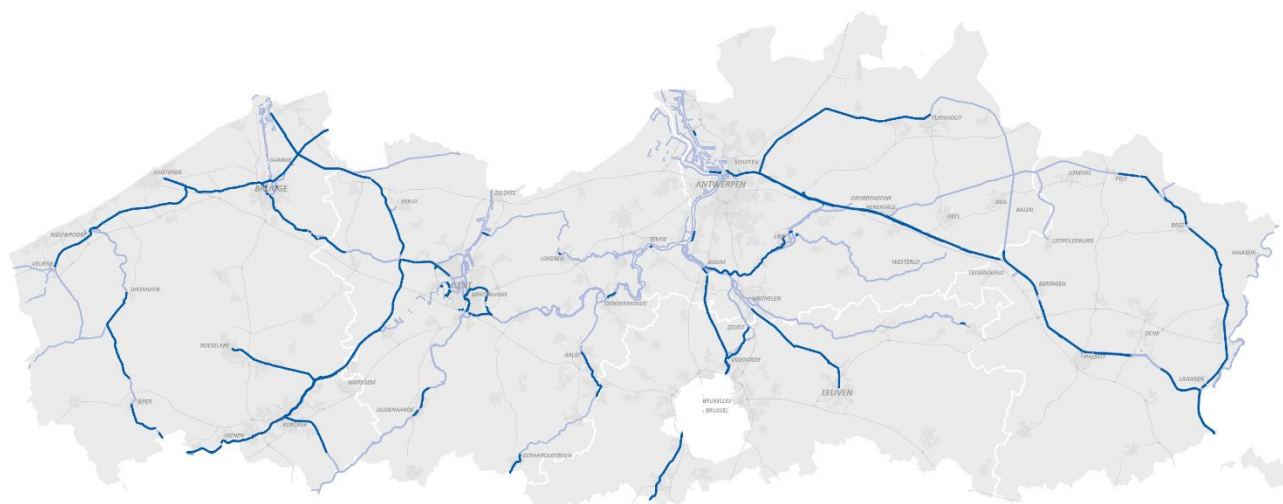 TURNHOUT
SCHOTEN
DAMME
OOSTENDE
BRUGGE
ANTWERPEN
LOMMEL
PELT
ZELZATE
EEKLO
GROBBENDONK
HERENTALS
GEEL
MOL
BALEN
BREE
NIEUWPOORT
LIER
LEOPOLDSBURG
TEMSE
LOKEREN
BOOM
WESTERLO
MAASEIK
VEURNE
TESSENDERLO
BERINGEN
DIKSMUIDE
GENT
GENTBRUGGE
MECHELEN
DENDERMONDE
ZEMST
GENK
ROESELARE
AALST
VILVOORDE
HASSELT
WAREGEM
LANAKEN
LEUVEN
IEPER
OUDENAARDE
BRUXELLES
- BRUSSEL
KORTRIJK
MENEN
GERAARDSBERGEN